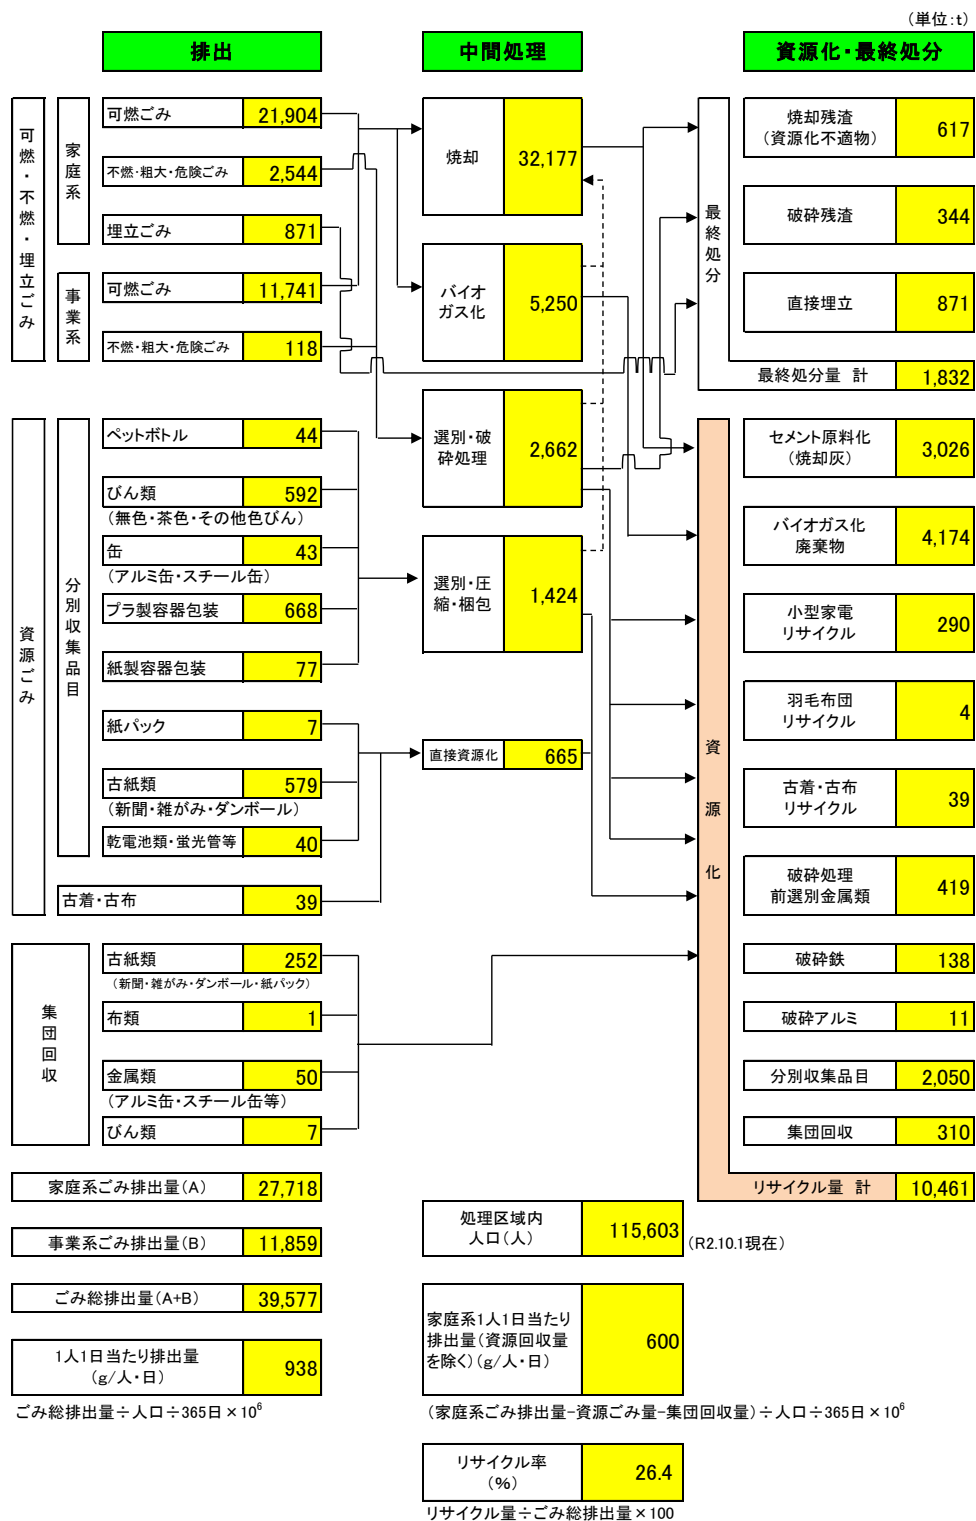 （単位：t）
排出
中間処理
資源化・最終処分
可燃・不燃・埋立ごみ
家庭系
可燃ごみ 21,904
不燃・粗大・危険ごみ 2,544
埋立ごみ 871
事業系
可燃ごみ 11,741
不燃・粗大・危険ごみ 118
資源ごみ
分別収集品目
ペットボトル 44
びん類 592
（無色・茶色・その他色びん）
缶 43
（アルミ缶・スチール缶）
プラ製容器包装 668
紙製容器包装 77
紙パック 7
古紙類 579
（新聞・雑がみ・ダンボール）
乾電池類・蛍光管等 40
古着・古布 39
集団回収
古紙類 252
（新聞・雑がみ・ダンボール・紙パック）
布類 1
金属類 50
（アルミ缶・スチール缶等）
びん類 7
家庭系ごみ排出量（A） 27,718
事業系ごみ排出量（B） 11,859
ごみ総排出量（A+B） 39,577
1人1日当たり排出量
（g/人・日）
938
ごみ総排出量÷人口÷365日×10⁶
焼却 32,177
バイオ
ガス化
5,250
選別・破
砕処理
2,662
選別・圧
縮・梱包
1,424
直接資源化 665
処理区域内
人口（人）
115,603
（R2.10.1現在）
家庭系1人1日当たり
排出量（資源回収量
を除く）（g/人・日）
600
（家庭系ごみ排出量−資源ごみ量−集団回収量）÷人口÷365日×10⁶
リサイクル率
（%）
26.4
リサイクル量÷ごみ総排出量×100
最終処分
焼却残渣
（資源化不適物）
617
破砕残渣 344
直接埋立 871
最終処分量 計 1,832
資源化
セメント原料化
（焼却灰）
3,026
バイオガス化
廃棄物
4,174
小型家電
リサイクル
290
羽毛布団
リサイクル
4
古着・古布
リサイクル
39
破砕処理
前選別金属類
419
破砕鉄 138
破砕アルミ 11
分別収集品目 2,050
集団回収 310
リサイクル量 計 10,461